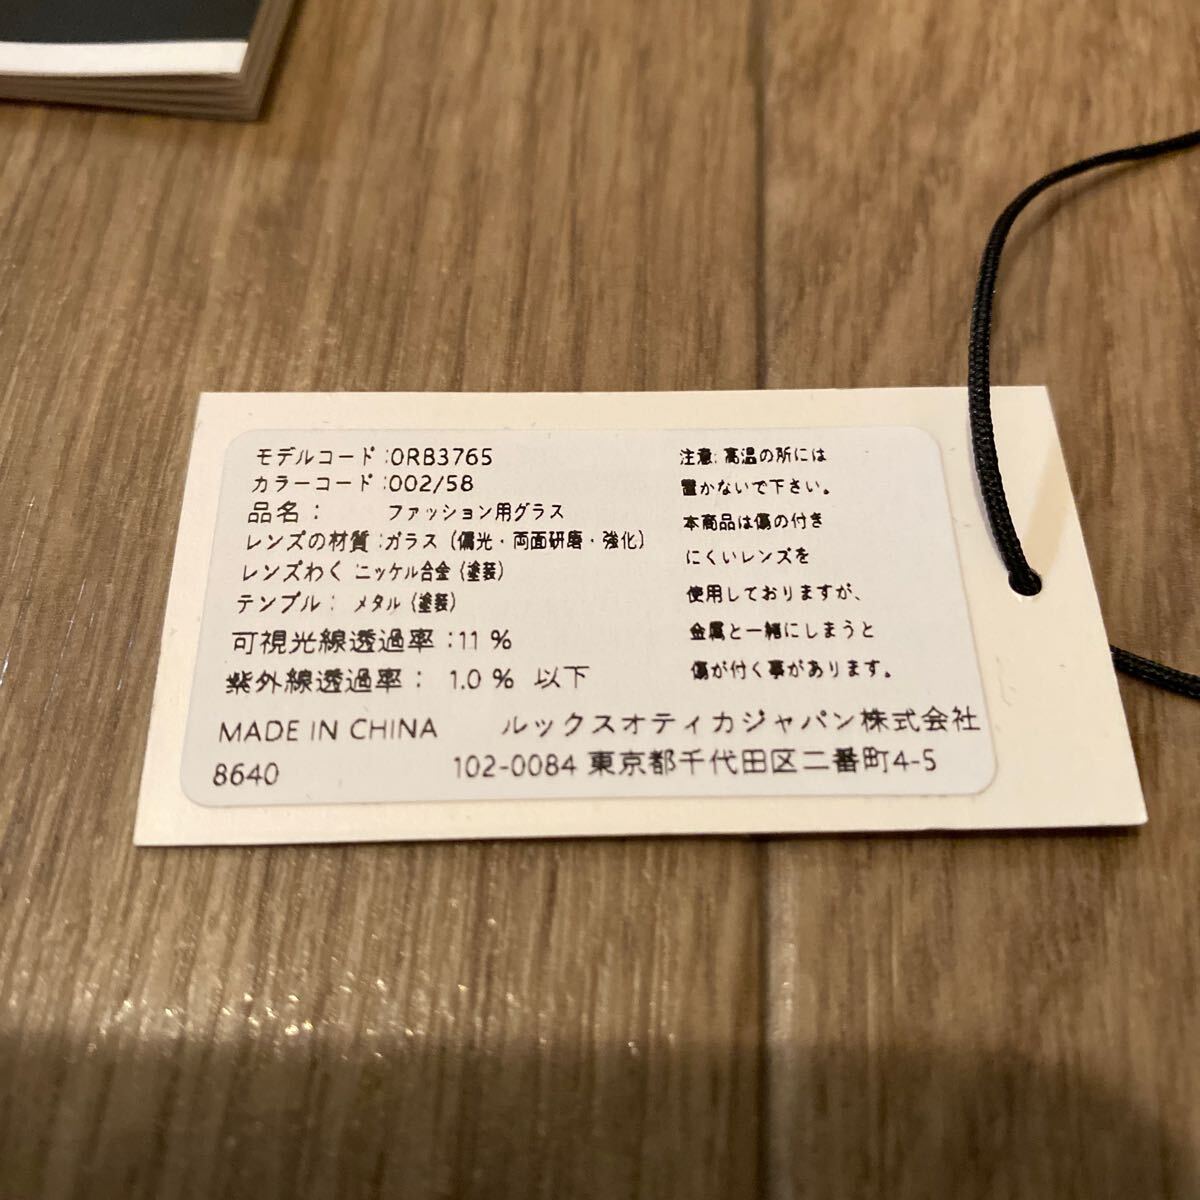 モデルコード:0RB3765
カラーコード:002/58
品名: ファッション用グラス
レンズの材質:ガラス(偏光・両面研磨・強化)
レンズわく ニッケル合金(塗装)
テンプル: メタル(塗装)
可視光線透過率:11%
紫外線透過率: 1.0% 以下
注意:高温の所には
置かないで下さい。
本商品は傷の付き
にくいレンズを
使用しておりますが、
金属と一緒にしまうと
傷が付く事があります。
MADE IN CHINA ルックスオティカジャパン株式会社
8640 102-0084 東京都千代田区二番町4-5